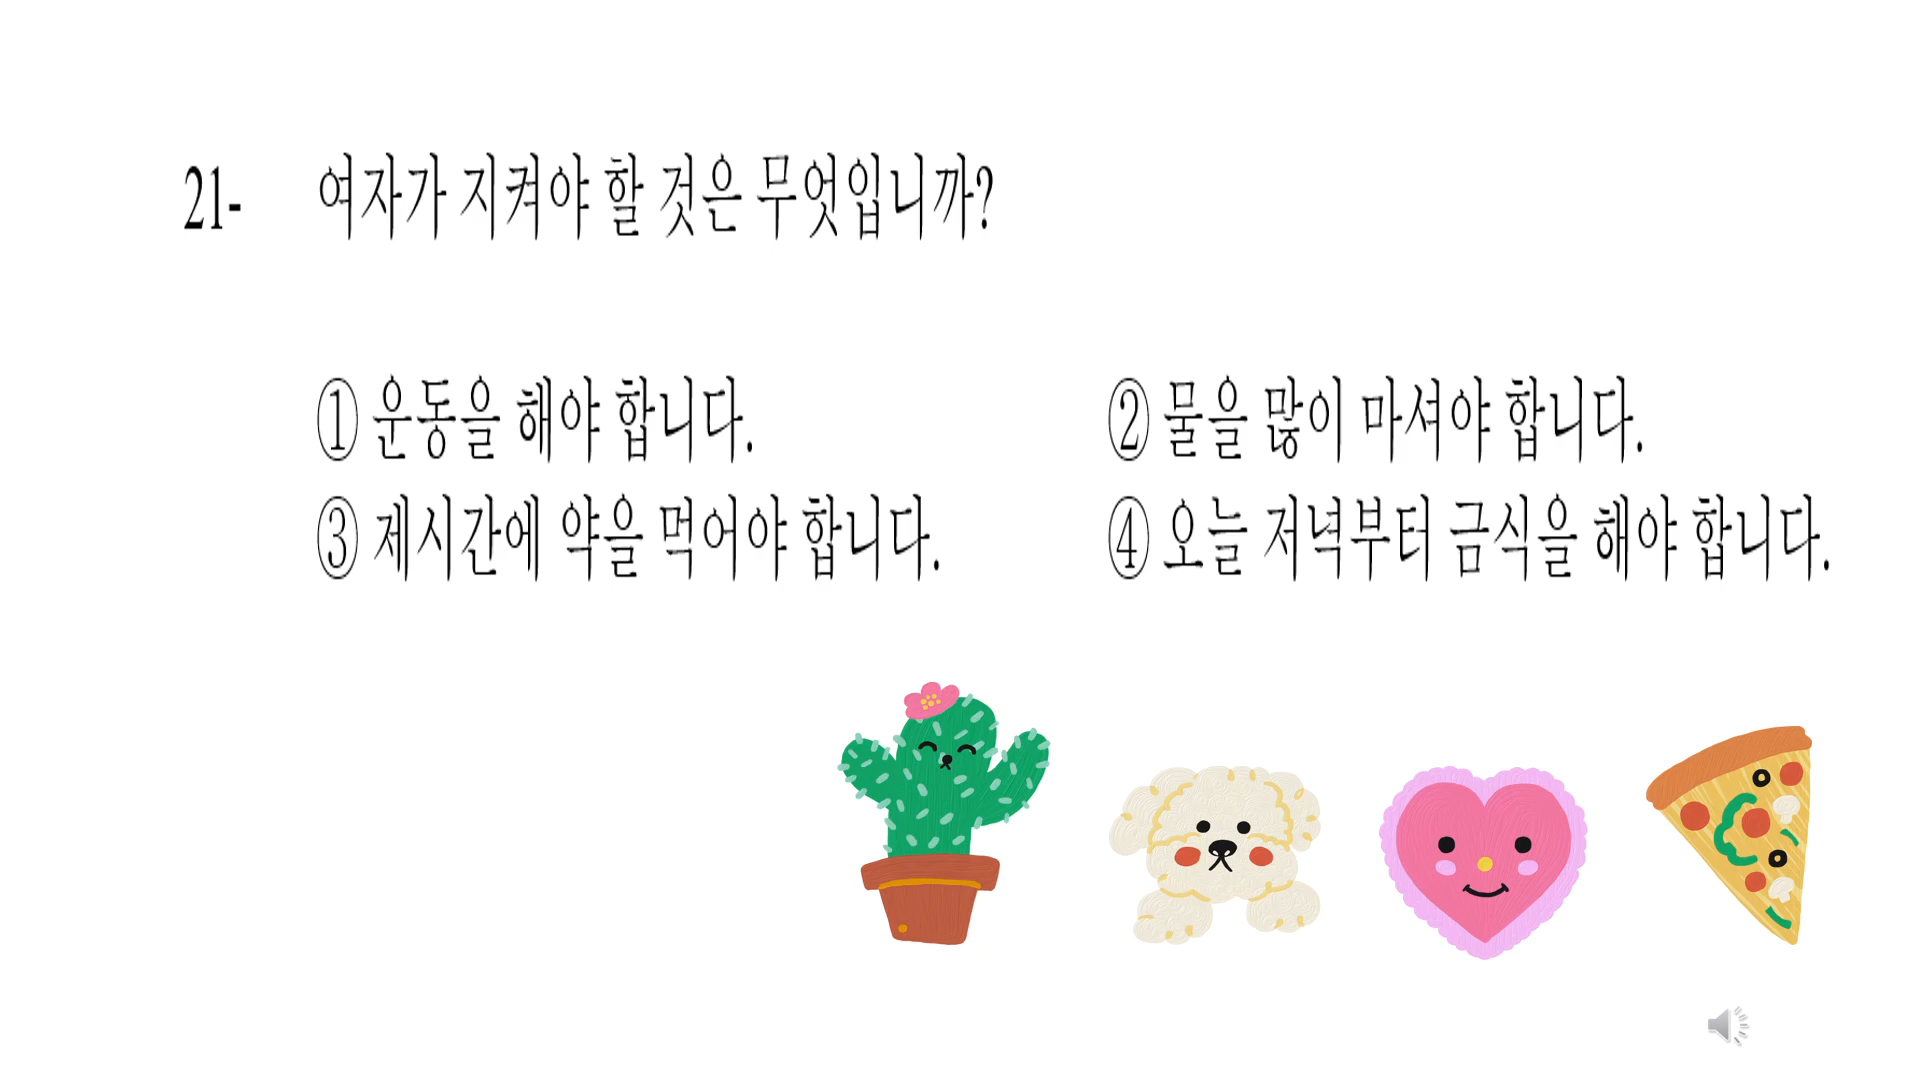 21- 여자가 지켜야 할 것은 무엇입니까?
① 운동을 해야 합니다. ② 물을 많이 마셔야 합니다.
③ 제시간에 약을 먹어야 합니다. ④ 오늘 저녁부터 금식을 해야 합니다.